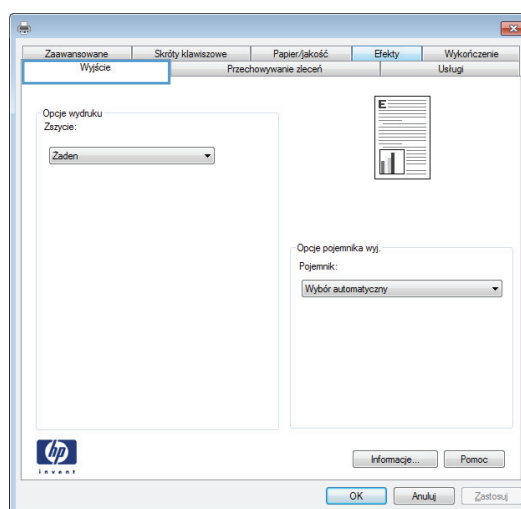 Zaawansowane Skróty klawiszowe Papier/jakość Efekty Wykończenie
Wyjście Przechowywanie zleceń Usługi
Opcje wydruku
Zszycie:
Żaden
E
Opcje pojemnika wyj.
Pojemnik:
Wybór automatyczny
hp
invent
Informacje... Pomoc
OK Anuluj Zastosuj